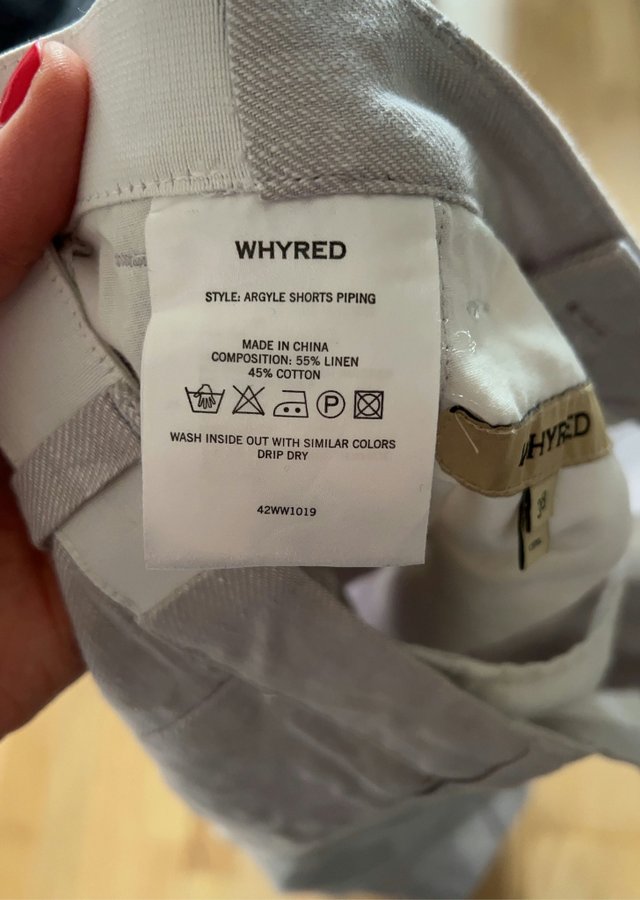 WHYRED
STYLE: ARGYLE SHORTS PIPING
MADE IN CHINA
COMPOSITION: 55% LINEN
45% COTTON
P
WASH INSIDE OUT WITH SIMILAR COLORS
DRIP DRY
42WW1019
WHYRED